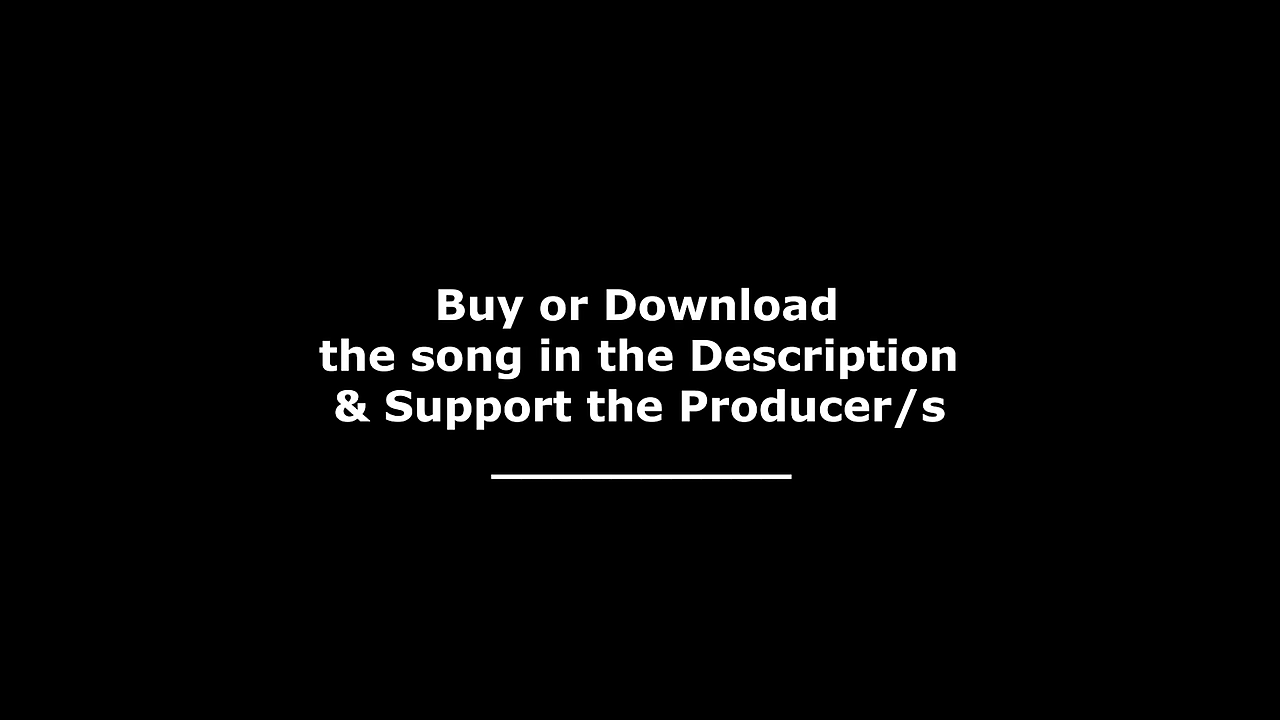 Buy or Download
the song in the Description
& Support the Producer/s